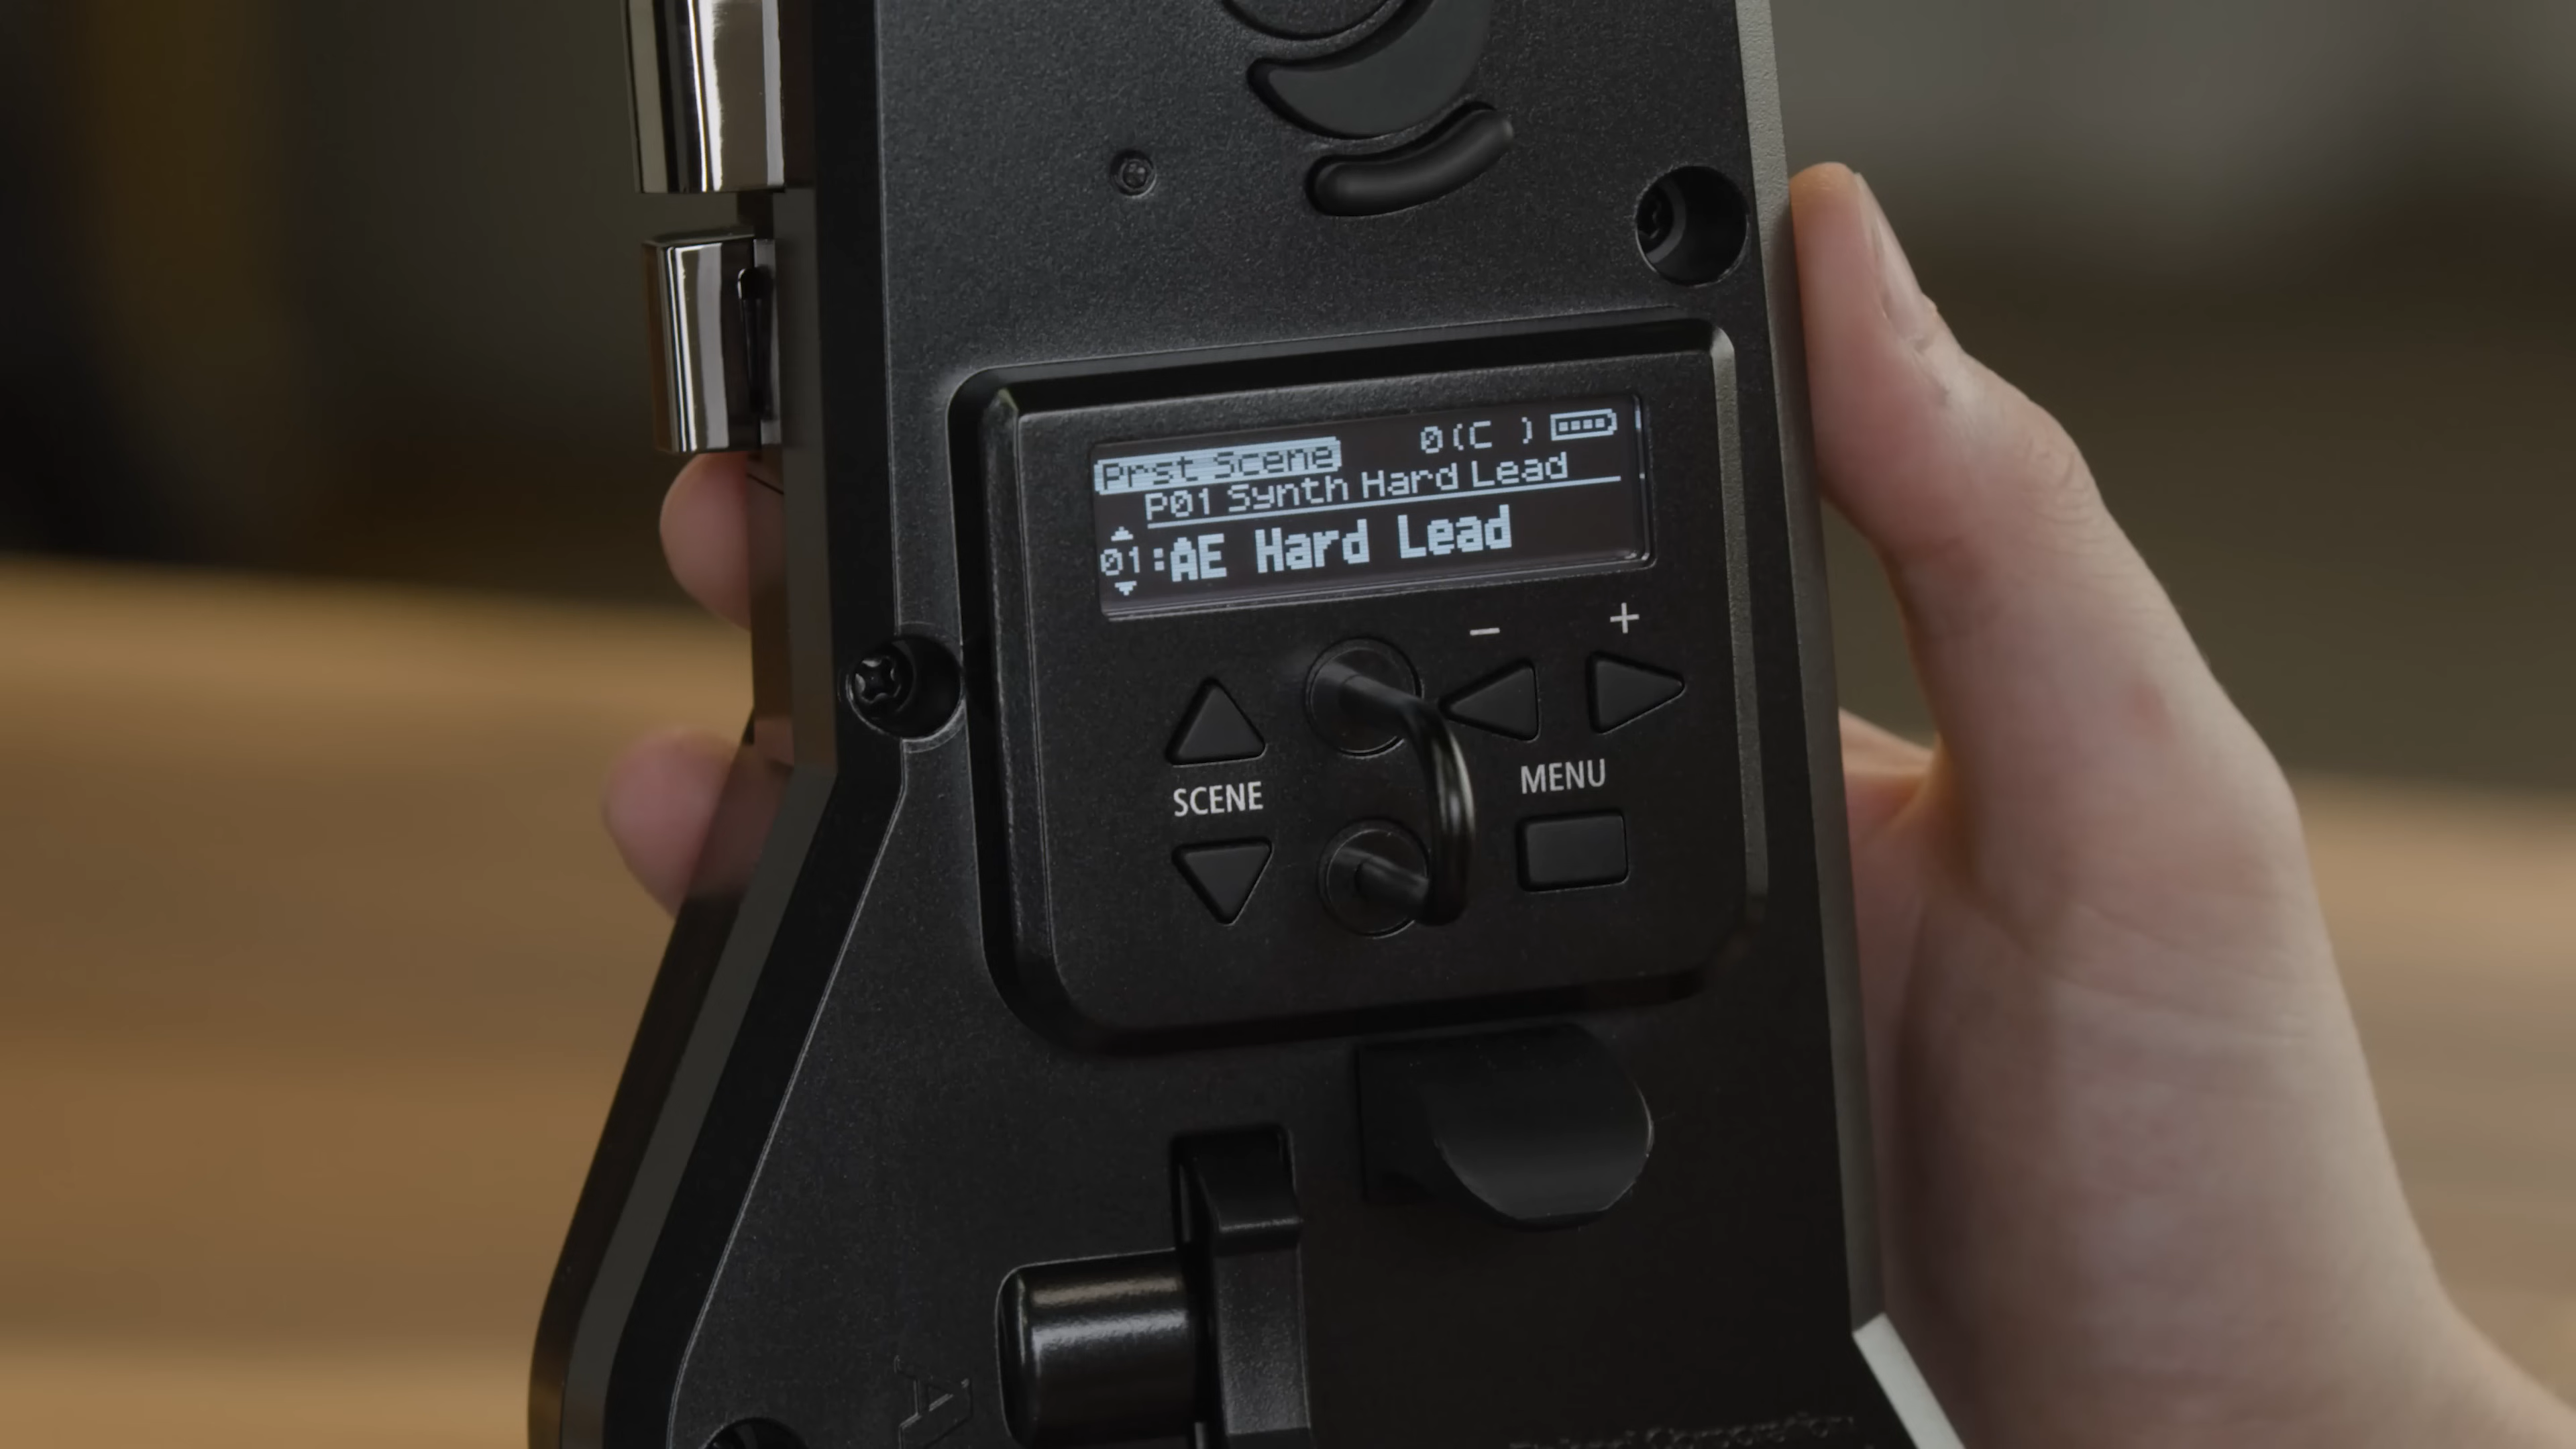 Prst Scene 0(C )
P01 Synth Hard Lead
01:AE Hard Lead
− +
SCENE
MENU